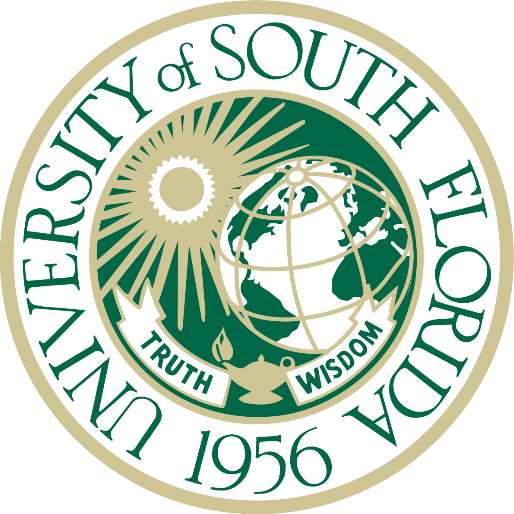 UNIVERSITY of SOUTH FLORIDA
TRUTH
WISDOM
1956